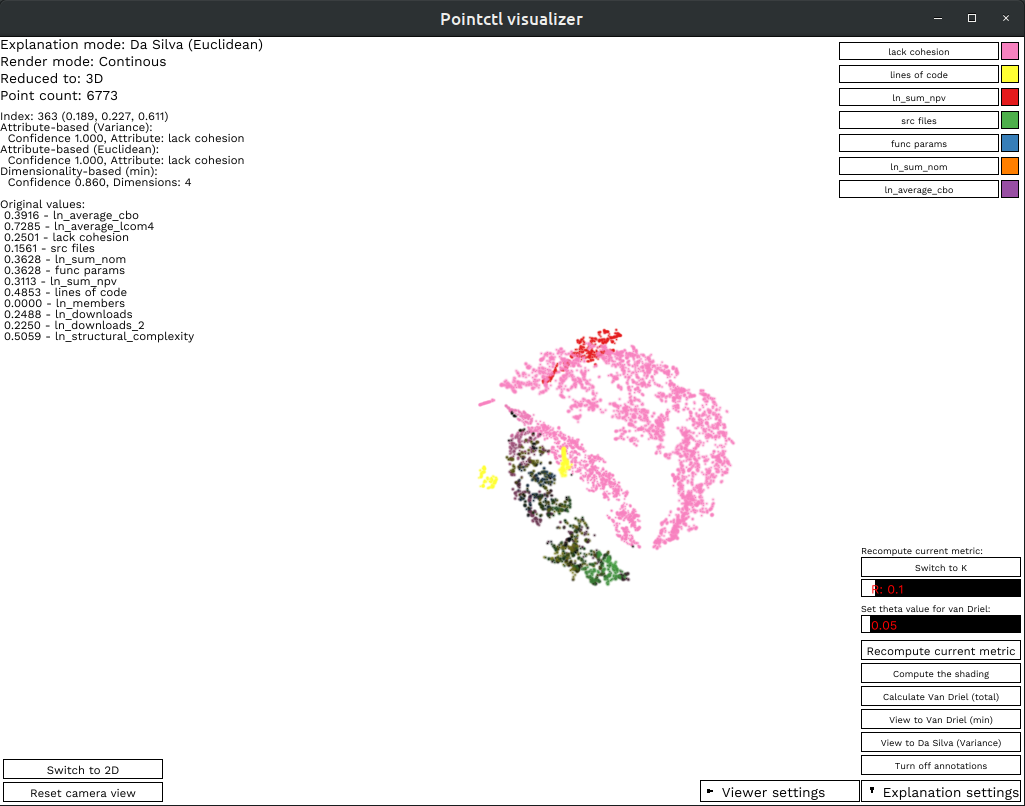 Pointctl visualizer
Explanation mode: Da Silva (Euclidean)
Render mode: Continous
Reduced to: 3D
Point count: 6773
Index: 363 (0.189, 0.227, 0.611)
Attribute-based (Variance):
Confidence 1.000, Attribute: lack cohesion
Attribute-based (Euclidean):
Confidence 1.000, Attribute: lack cohesion
Dimensionality-based (min):
Confidence 0.860, Dimensions: 4
Original values:
0.3916 - ln_average_cbo
0.7285 - ln_average_lcom4
0.2501 - lack cohesion
0.1561 - src files
0.3628 - ln_sum_nom
0.3628 - func params
0.3113 - ln_sum_npv
0.4853 - lines of code
0.0000 - ln_members
0.2488 - ln_downloads
0.2250 - ln_downloads_2
0.5059 - ln_structural_complexity
lack cohesion
lines of code
ln_sum_npv
src files
func params
ln_sum_nom
ln_average_cbo
Recompute current metric:
Switch to K
R: 0.1
Set theta value for van Driel:
0.05
Recompute current metric
Compute the shading
Calculate Van Driel (total)
View to Van Driel (min)
View to Da Silva (Variance)
Turn off annotations
Switch to 2D
Reset camera view
Viewer settings
Explanation settings